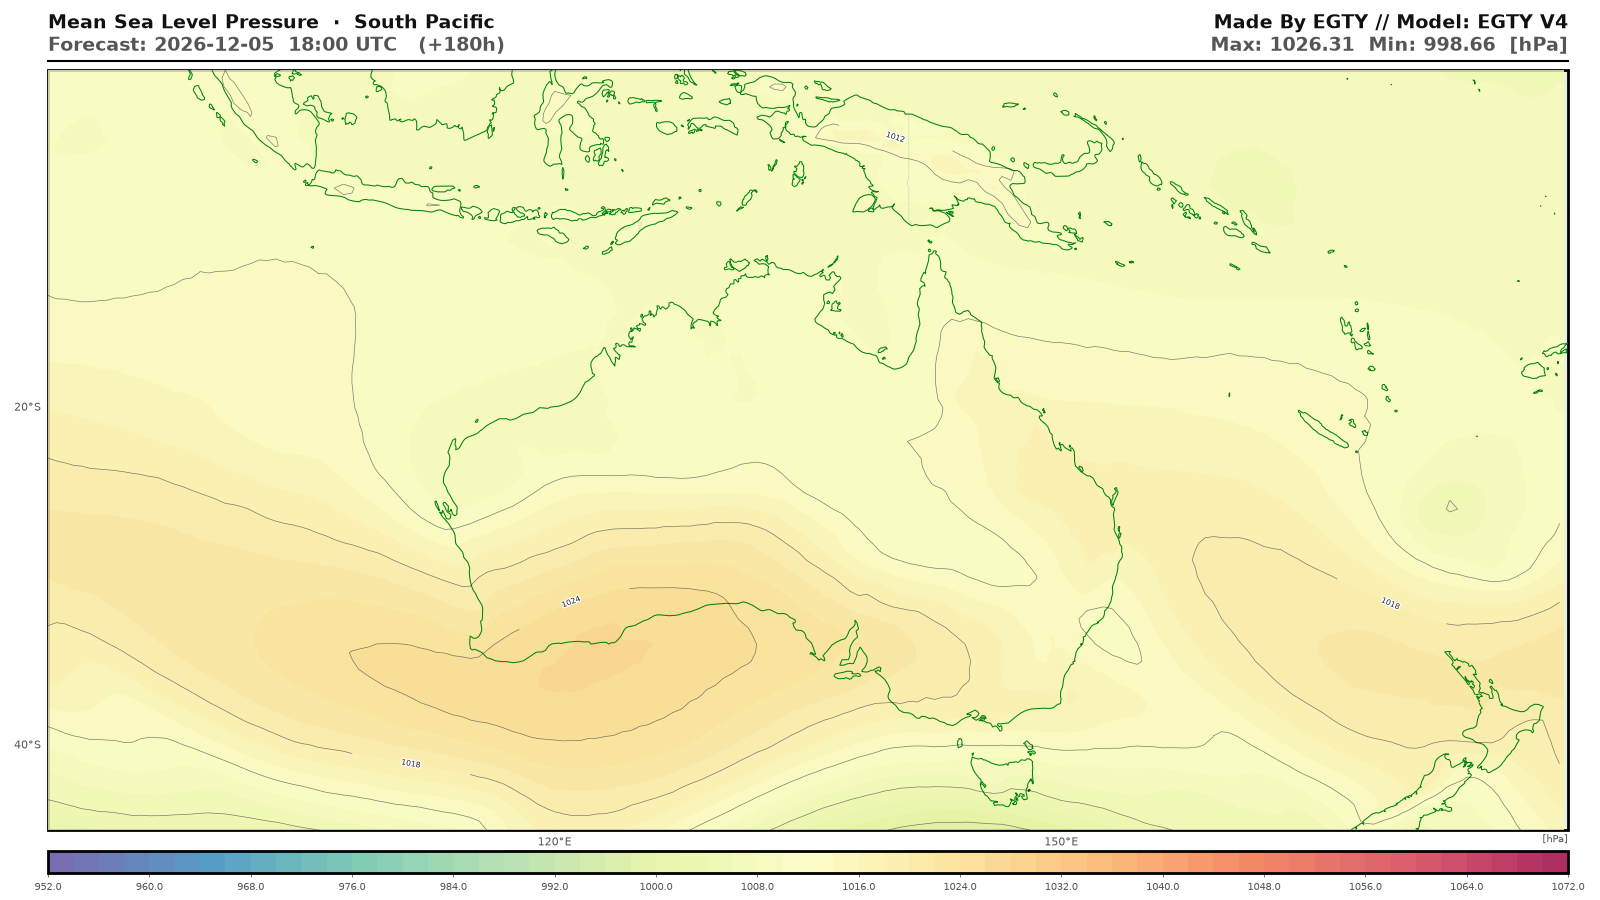 Mean Sea Level Pressure · South Pacific
Made By EGTY // Model: EGTY V4
Forecast: 2026-12-05 18:00 UTC (+180h)
Max: 1026.31 Min: 998.66 [hPa]
1012
20°S
1024
1018
40°S
1018
120°E
150°E
[hPa]
952.0
960.0
968.0
976.0
984.0
992.0
1000.0
1008.0
1016.0
1024.0
1032.0
1040.0
1048.0
1056.0
1064.0
1072.0